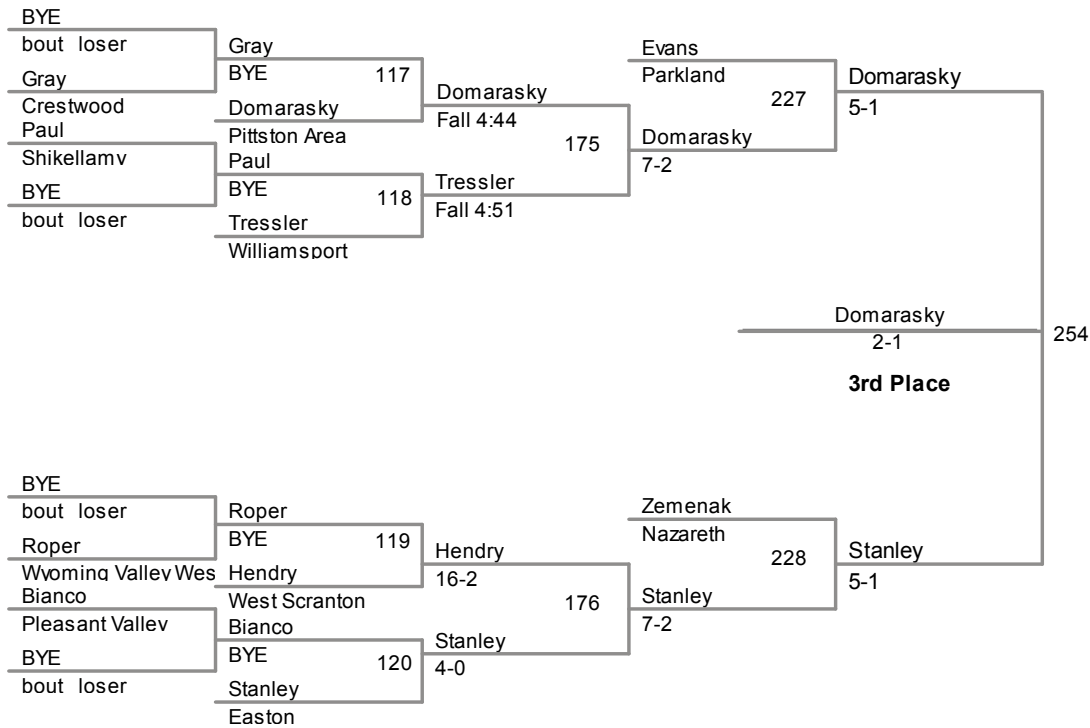 BYE
bout loser
Gray
Crestwood
Paul
Shikellamy
BYE
bout loser
Gray
BYE
117
Domarasky
Pittston Area
Paul
BYE
118
Tressler
Williamsport
Domarasky
Fall 4:44
175
Tressler
Fall 4:51
Evans
Parkland
227
Domarasky
7-2
Domarasky
5-1
Domarasky
2-1
254
3rd Place
BYE
bout loser
Roper
Wyoming Valley Wes
Bianco
Pleasant Valley
BYE
bout loser
Roper
BYE
119
Hendry
West Scranton
Bianco
BYE
120
Stanley
Easton
Hendry
16-2
176
Stanley
4-0
Zemenak
Nazareth
228
Stanley
7-2
Stanley
5-1